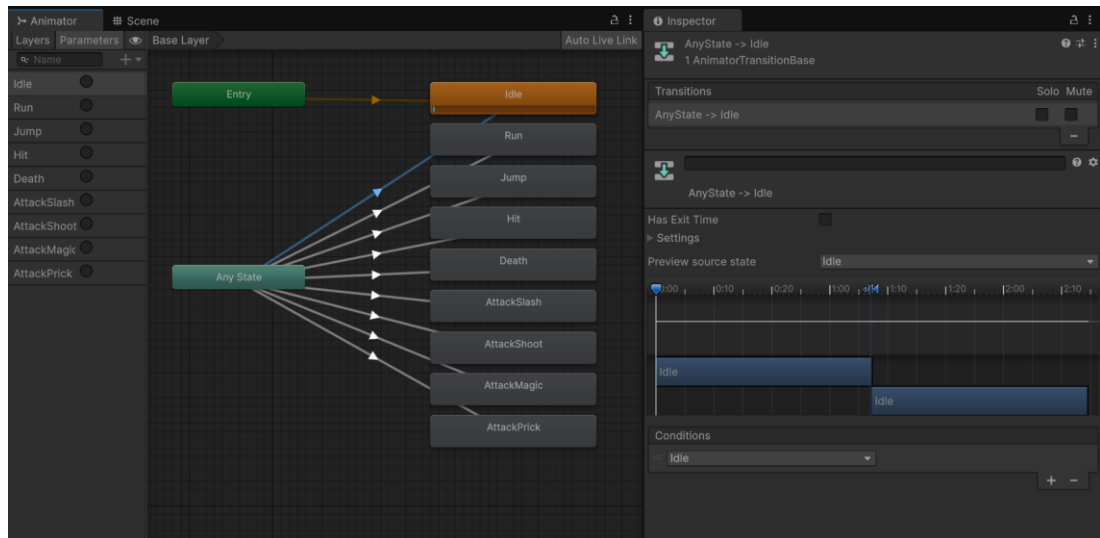 Animator
Scene
Layers Parameters Base Layer Auto Live Link
Name
Idle
Run
Jump
Hit
Death
AttackSlash
AttackShoot
AttackMagic
AttackPrick
Entry
Any State
Idle
Run
Jump
Hit
Death
AttackSlash
AttackShoot
AttackMagic
AttackPrick
Inspector
AnyState -> Idle
1 AnimatorTransitionBase
Transitions Solo Mute
AnyState -> Idle
AnyState -> Idle
Has Exit Time
Settings
Preview source state Idle
0:00 0:10 0:20 1:00 1:10 1:20 2:00 2:10
Idle
Idle
Conditions
Idle